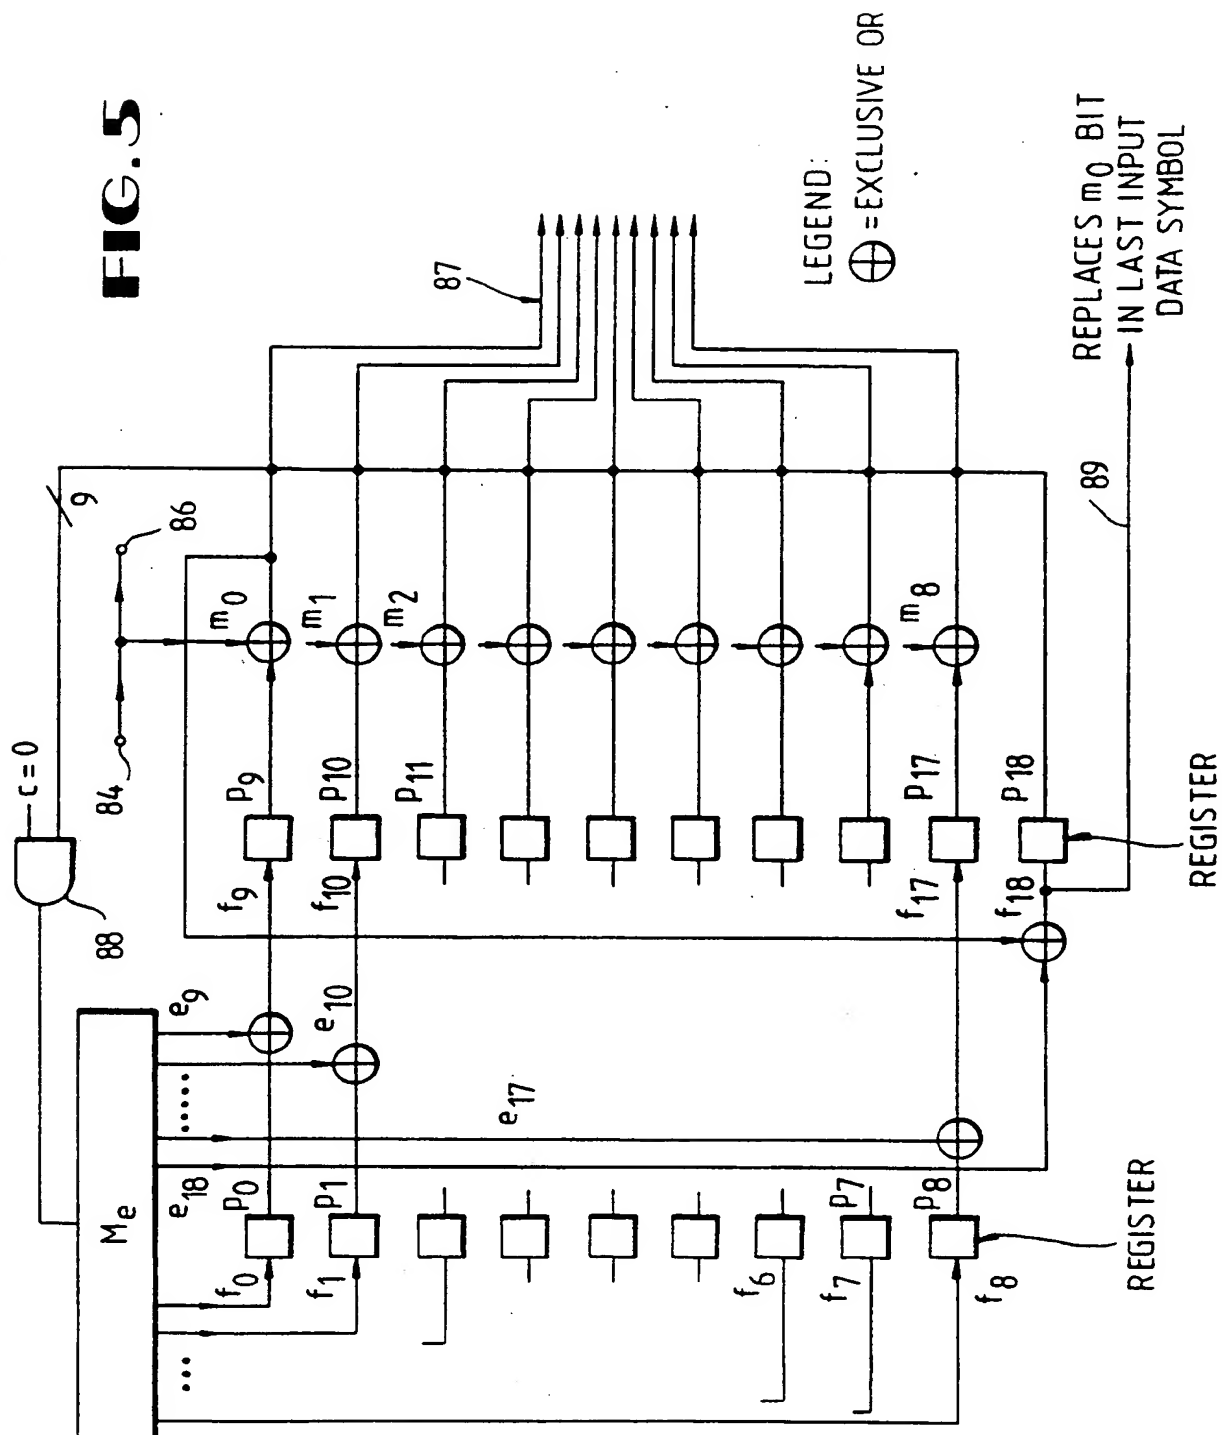 FIG.5
c=0
88
84
86
9
87
m0
m1
m2
m8
P9
P10
P11
P17
P18
f9
f10
f17
f18
e9
e10
e17
e18
Me
P0
P1
P7
P8
f0
f1
f6
f7
f8
.....
...
LEGEND:
⊕ = EXCLUSIVE OR
89
REPLACES m0 BIT
IN LAST INPUT
DATA SYMBOL
REGISTER
REGISTER